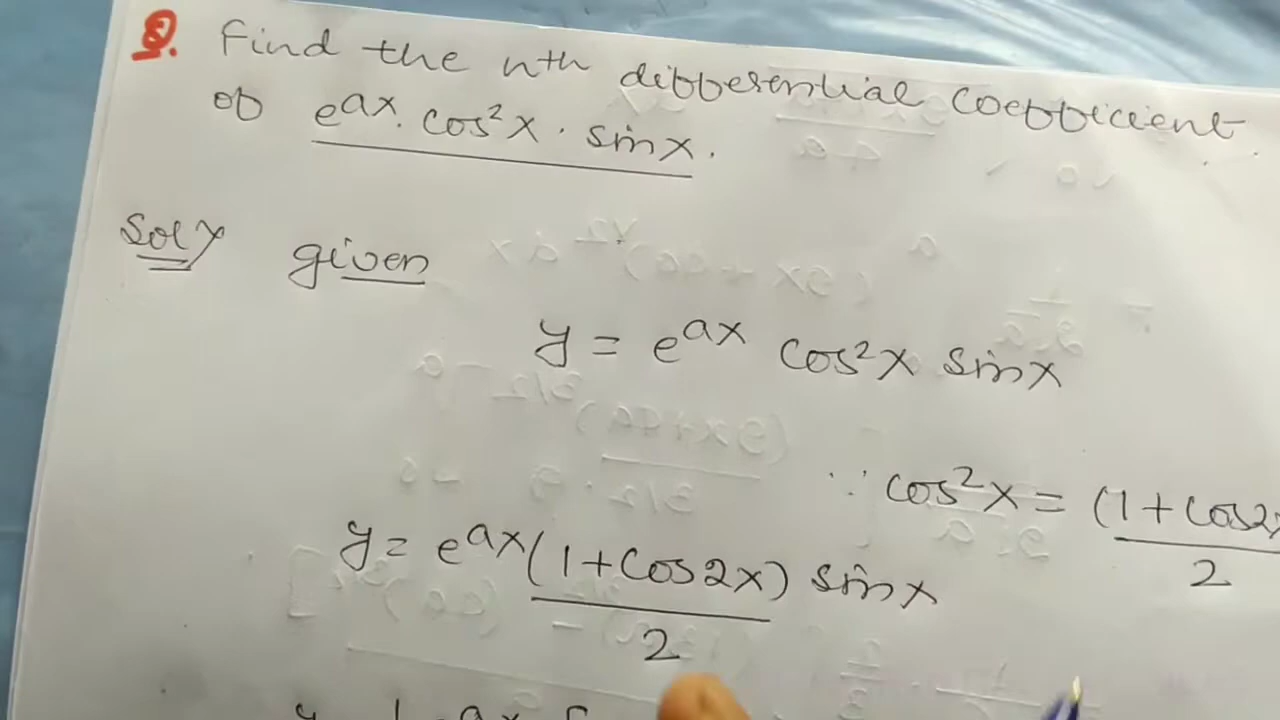 Q. Find the nth differential coefficient
of e^ax. cos²x . sinx.
Solⁿ given
y = e^ax cos²x sinx
∵ cos²x = (1+cos2x
2
y = e^ax (1+cos2x) sinx
2